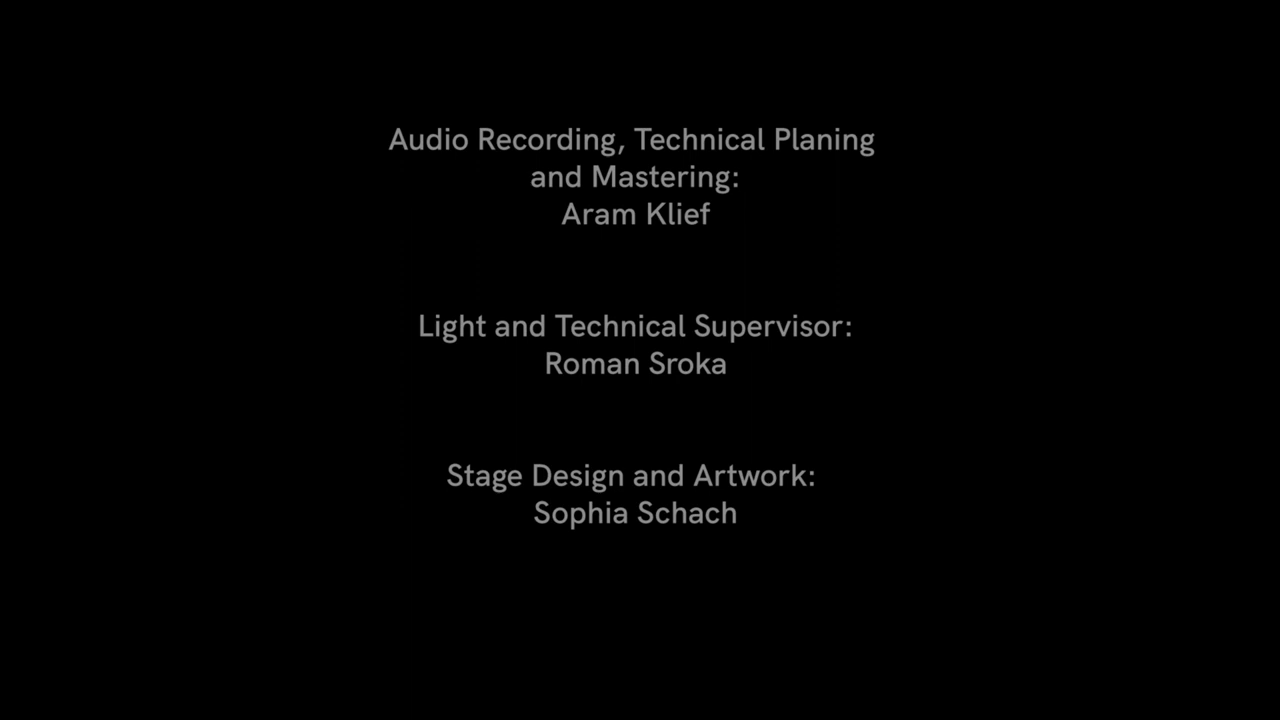 Audio Recording, Technical Planing
and Mastering:
Aram Klief
Light and Technical Supervisor:
Roman Sroka
Stage Design and Artwork:
Sophia Schach